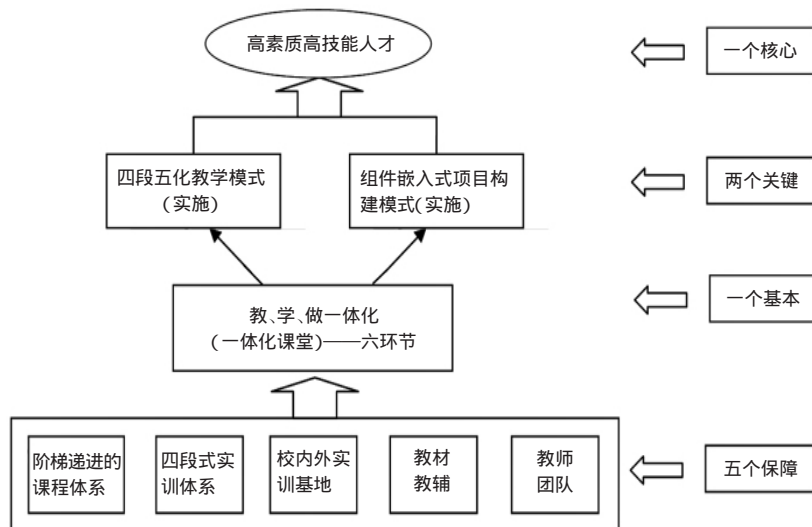 高素质高技能人才
一个核心
四段五化教学模式
(实施)
组件嵌入式项目构
建模式(实施)
两个关键
教、学、做一体化
(一体化课堂)——六环节
一个基本
阶梯递进的
课程体系
四段式实
训体系
校内外实
训基地
教材
教辅
教师
团队
五个保障